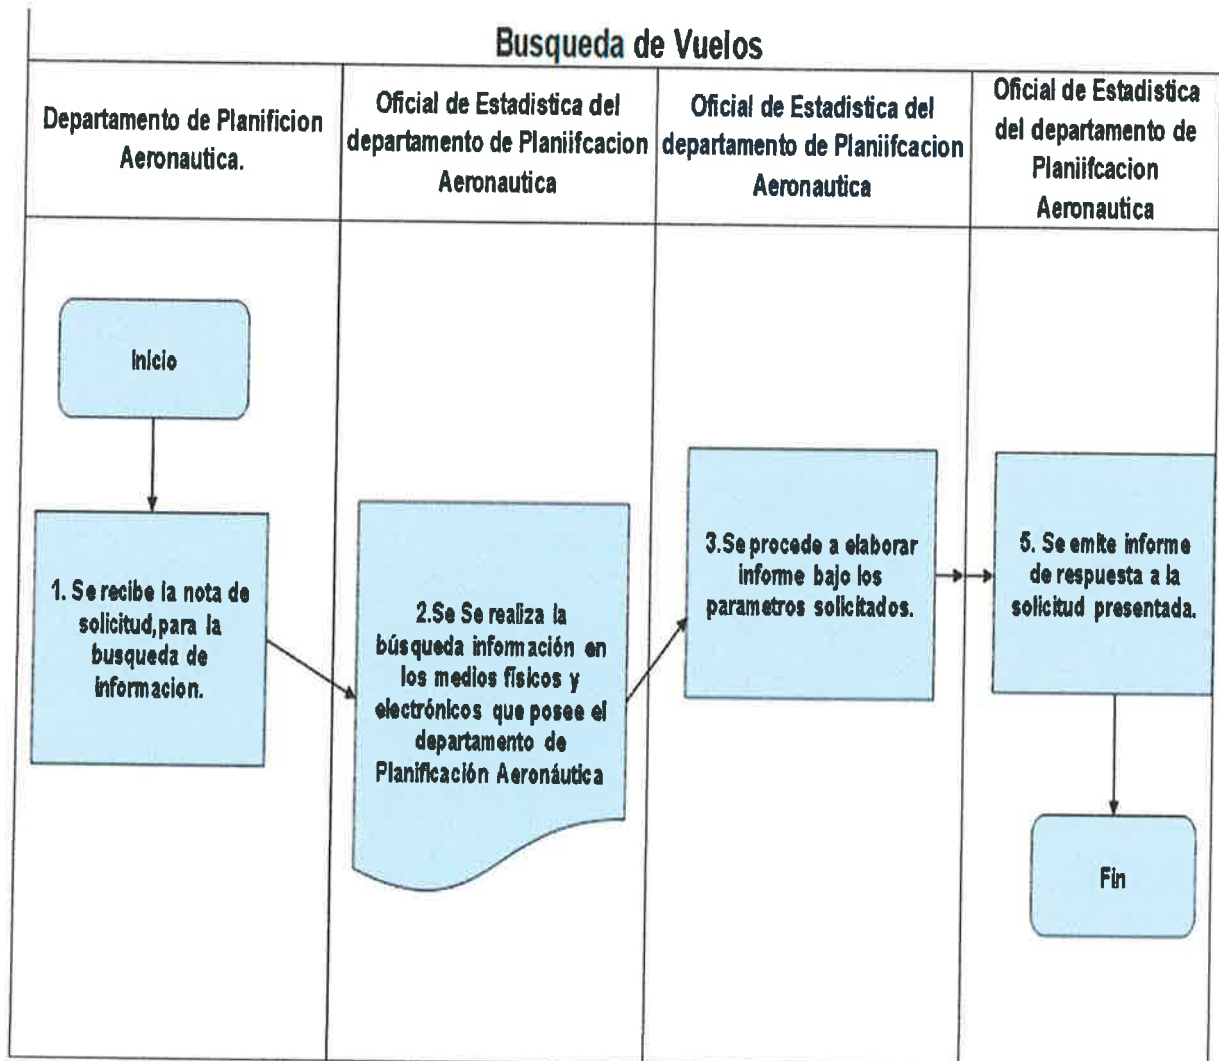 Busqueda de Vuelos
Departamento de Planificion
Aeronautica.
Oficial de Estadistica del
departamento de Planiifcacion
Aeronautica
Oficial de Estadistica del
departamento de Planiifcacion
Aeronautica
Oficial de Estadistica
del departamento de
Planiifcacion
Aeronautica
Inicio
1. Se recibe la nota de
solicitud,para la
busqueda de
informacion.
2.Se Se realiza la
búsqueda información en
los medios físicos y
electrónicos que posee el
departamento de
Planificación Aeronáutica
3.Se procede a elaborar
informe bajo los
parametros solicitados.
5. Se emite informe
de respuesta a la
solicitud presentada.
Fin